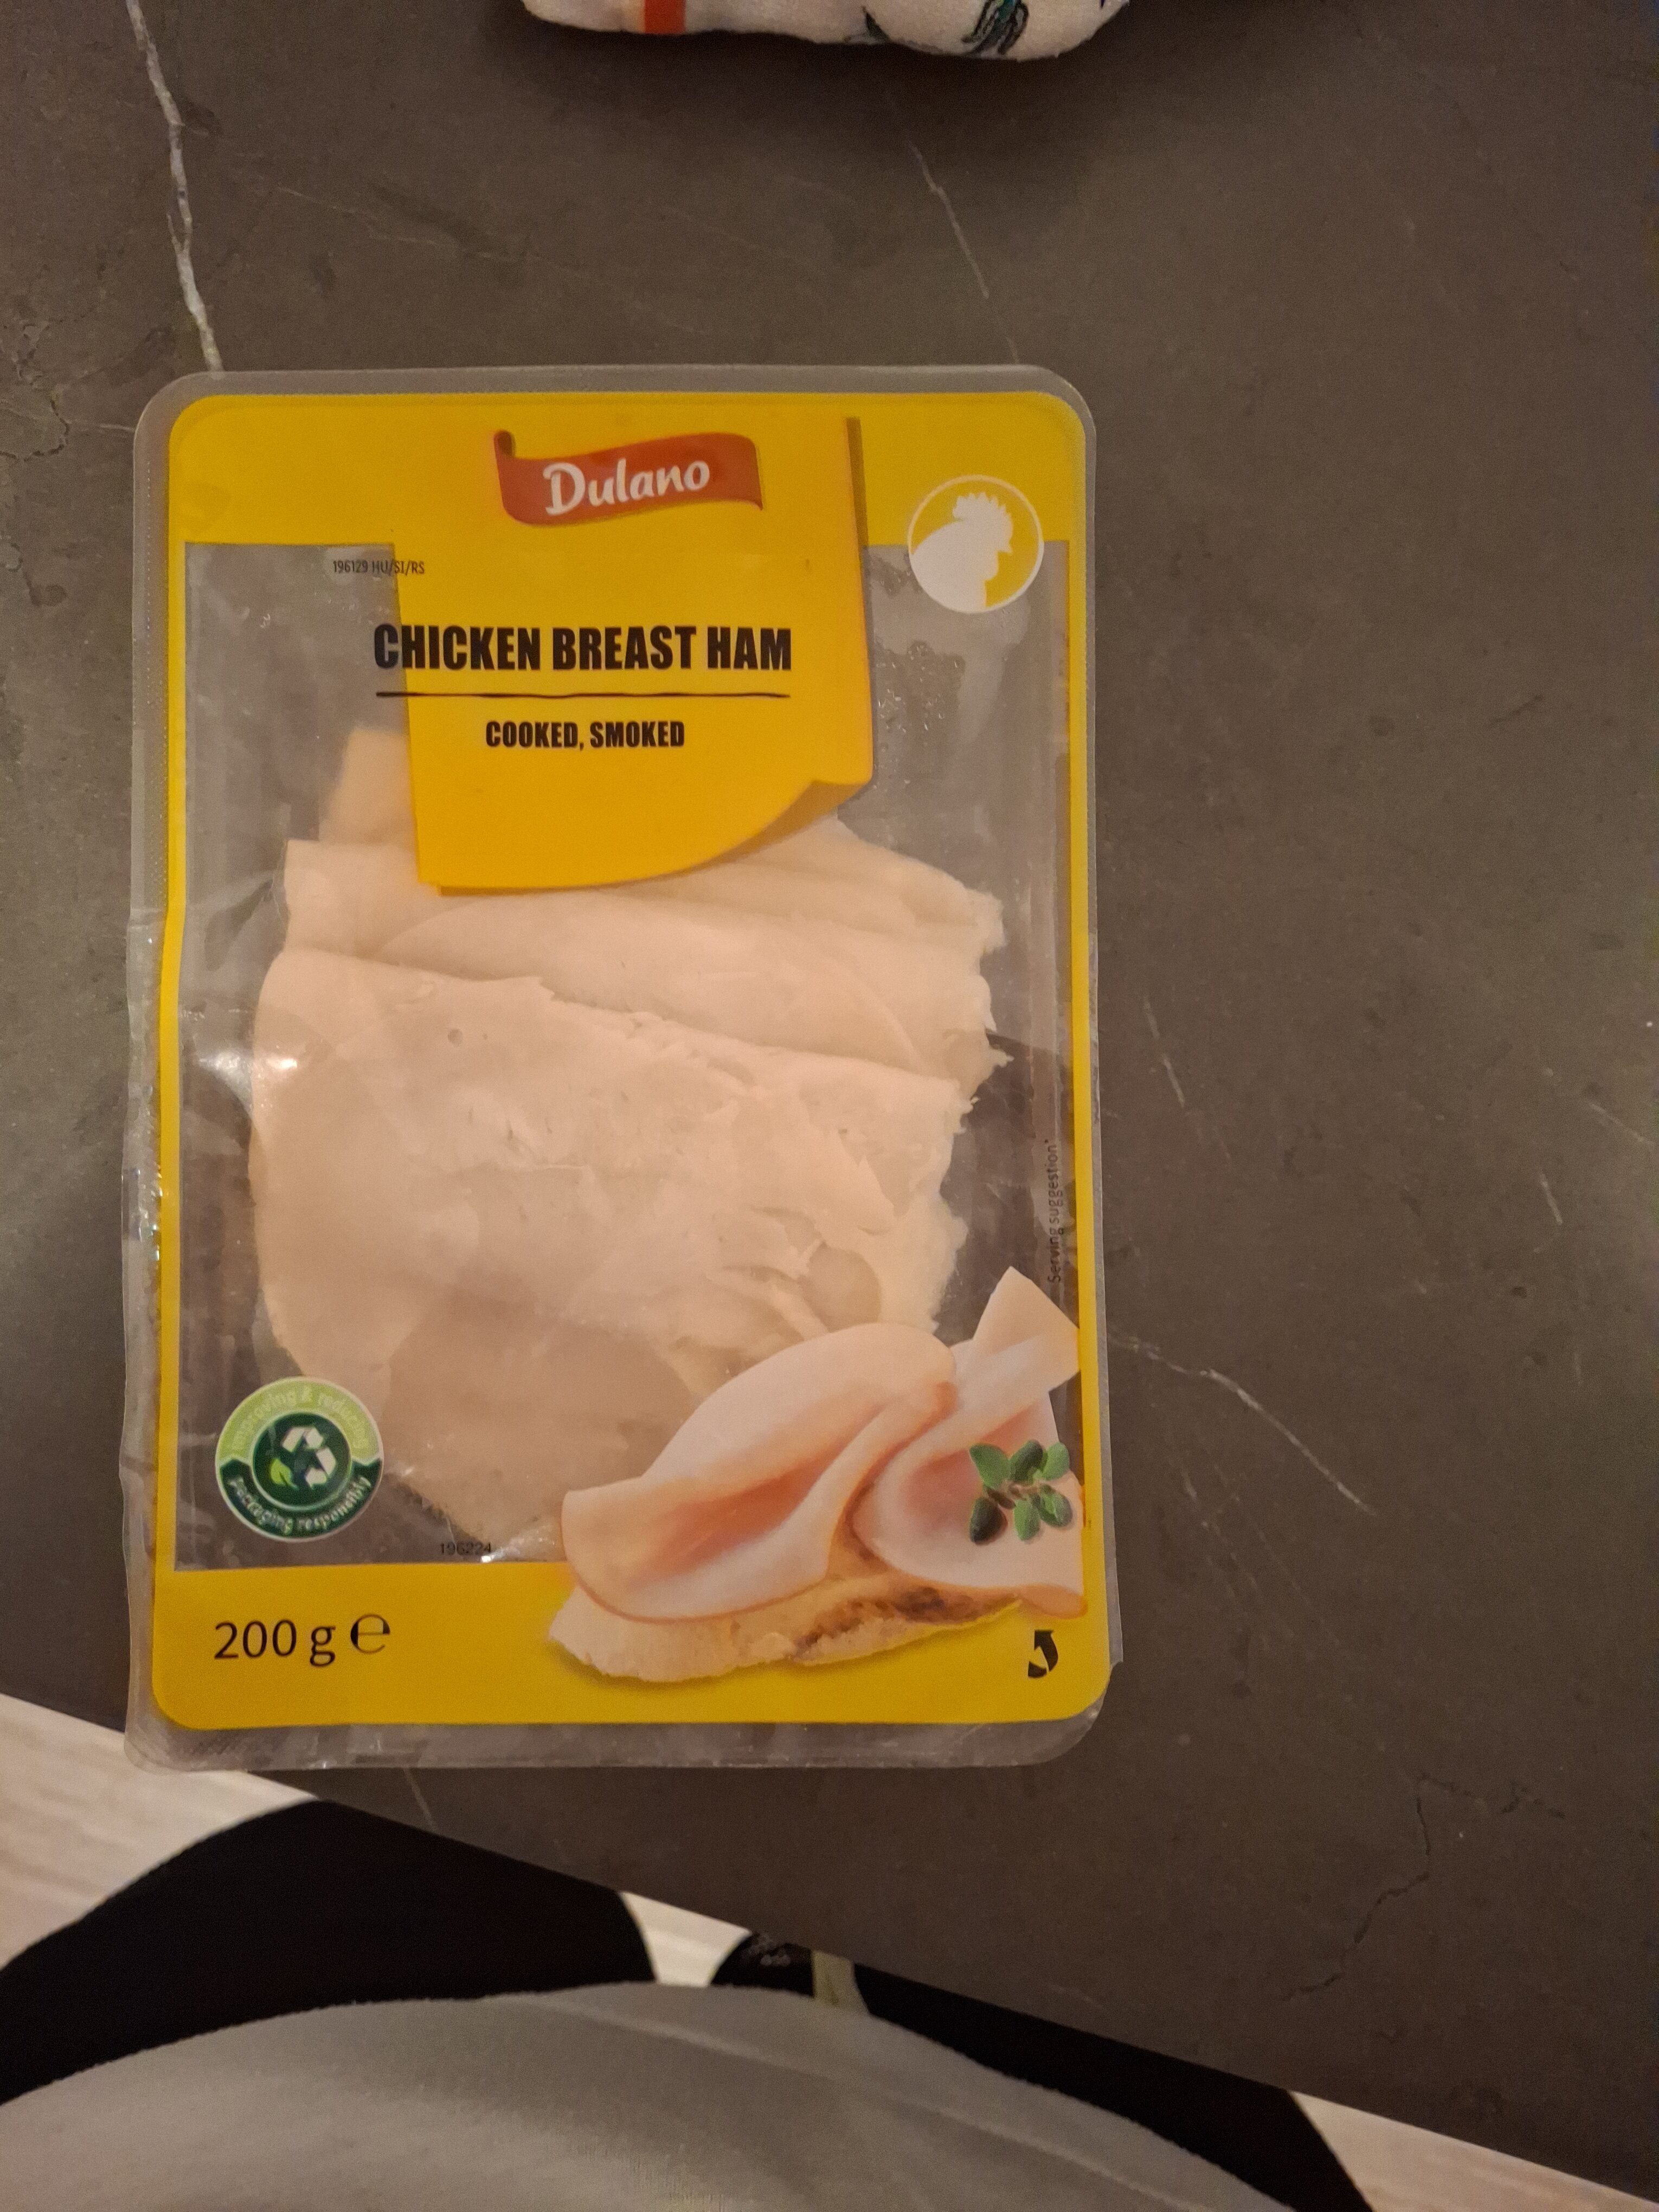 Dulano
196129 HU/SI/RS
CHICKEN BREAST HAM
COOKED, SMOKED
Serving suggestion*
improving & reducing
packaging responsibly
196224
200 g ℮